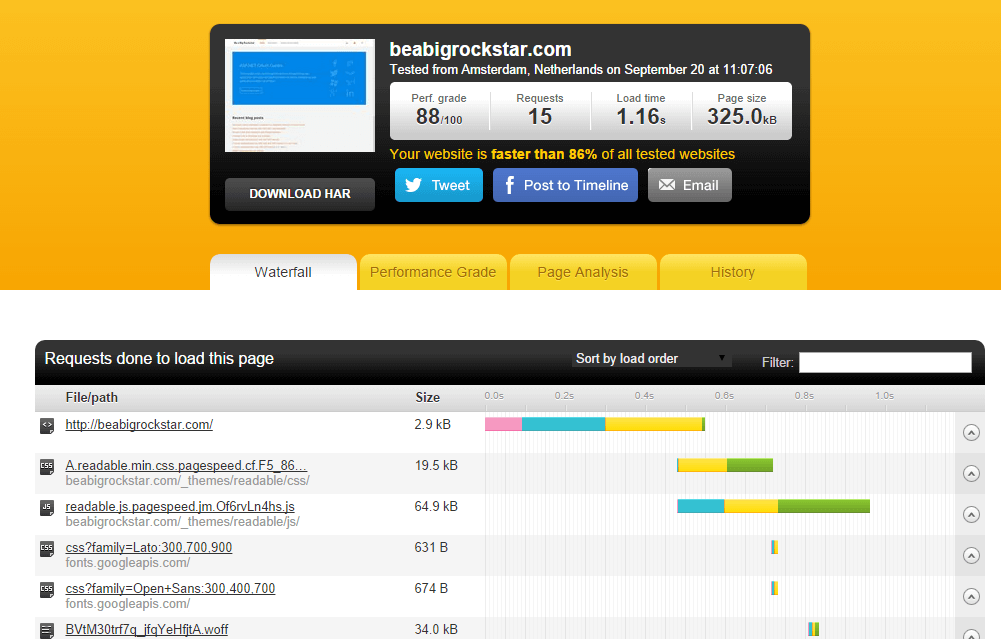 beabigrockstar.com
Tested from Amsterdam, Netherlands on September 20 at 11:07:06
Perf. grade Requests Load time Page size
88/100 15 1.16s 325.0kB
Your website is faster than 86% of all tested websites
Recent blog posts
DOWNLOAD HAR Tweet Post to Timeline Email
Waterfall Performance Grade Page Analysis History
Requests done to load this page Sort by load order Filter:
File/path Size 0.0s 0.2s 0.4s 0.6s 0.8s 1.0s
<> http://beabigrockstar.com/ 2.9 kB
CSS A.readable.min.css.pagespeed.cf.F5_86… 19.5 kB
beabigrockstar.com/_themes/readable/css/
JS readable.js.pagespeed.jm.Of6rvLn4hs.js 64.9 kB
beabigrockstar.com/_themes/readable/js/
CSS css?family=Lato:300,700,900 631 B
fonts.googleapis.com/
CSS css?family=Open+Sans:300,400,700 674 B
fonts.googleapis.com/
BVtM30trf7q_jfqYeHfjtA.woff 34.0 kB